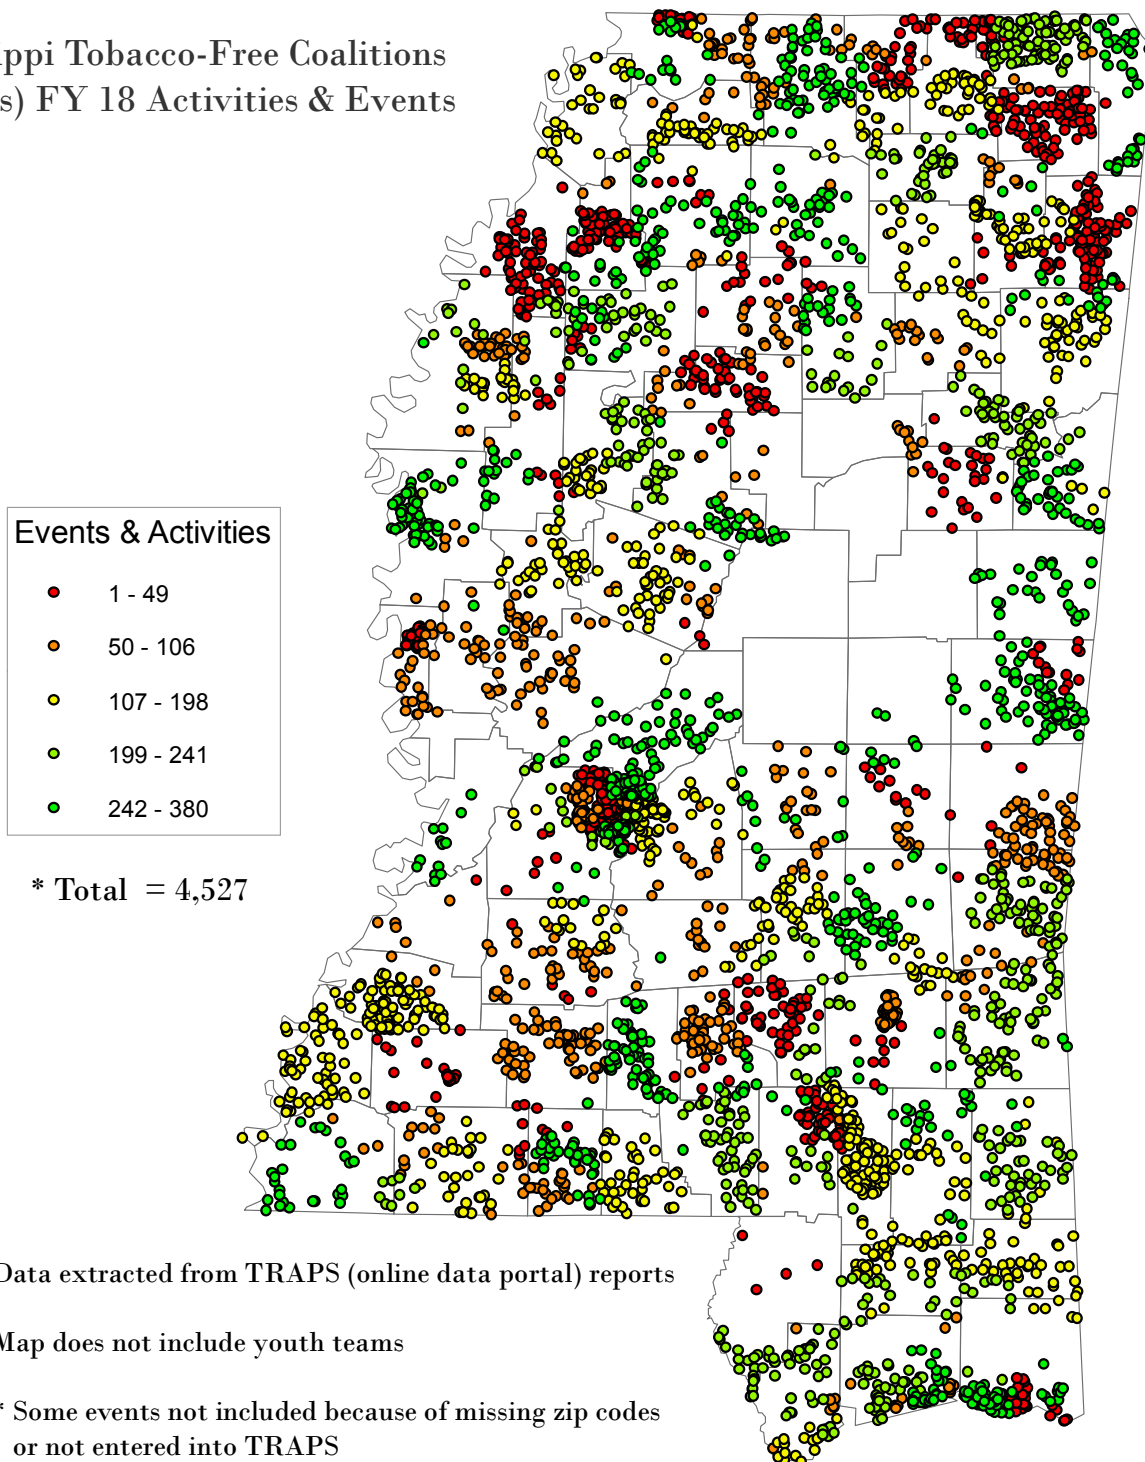 ippi Tobacco-Free Coalitions
s) FY 18 Activities & Events
Events & Activities
1 - 49
50 - 106
107 - 198
199 - 241
242 - 380
* Total = 4,527
Data extracted from TRAPS (online data portal) reports
Map does not include youth teams
* Some events not included because of missing zip codes
or not entered into TRAPS